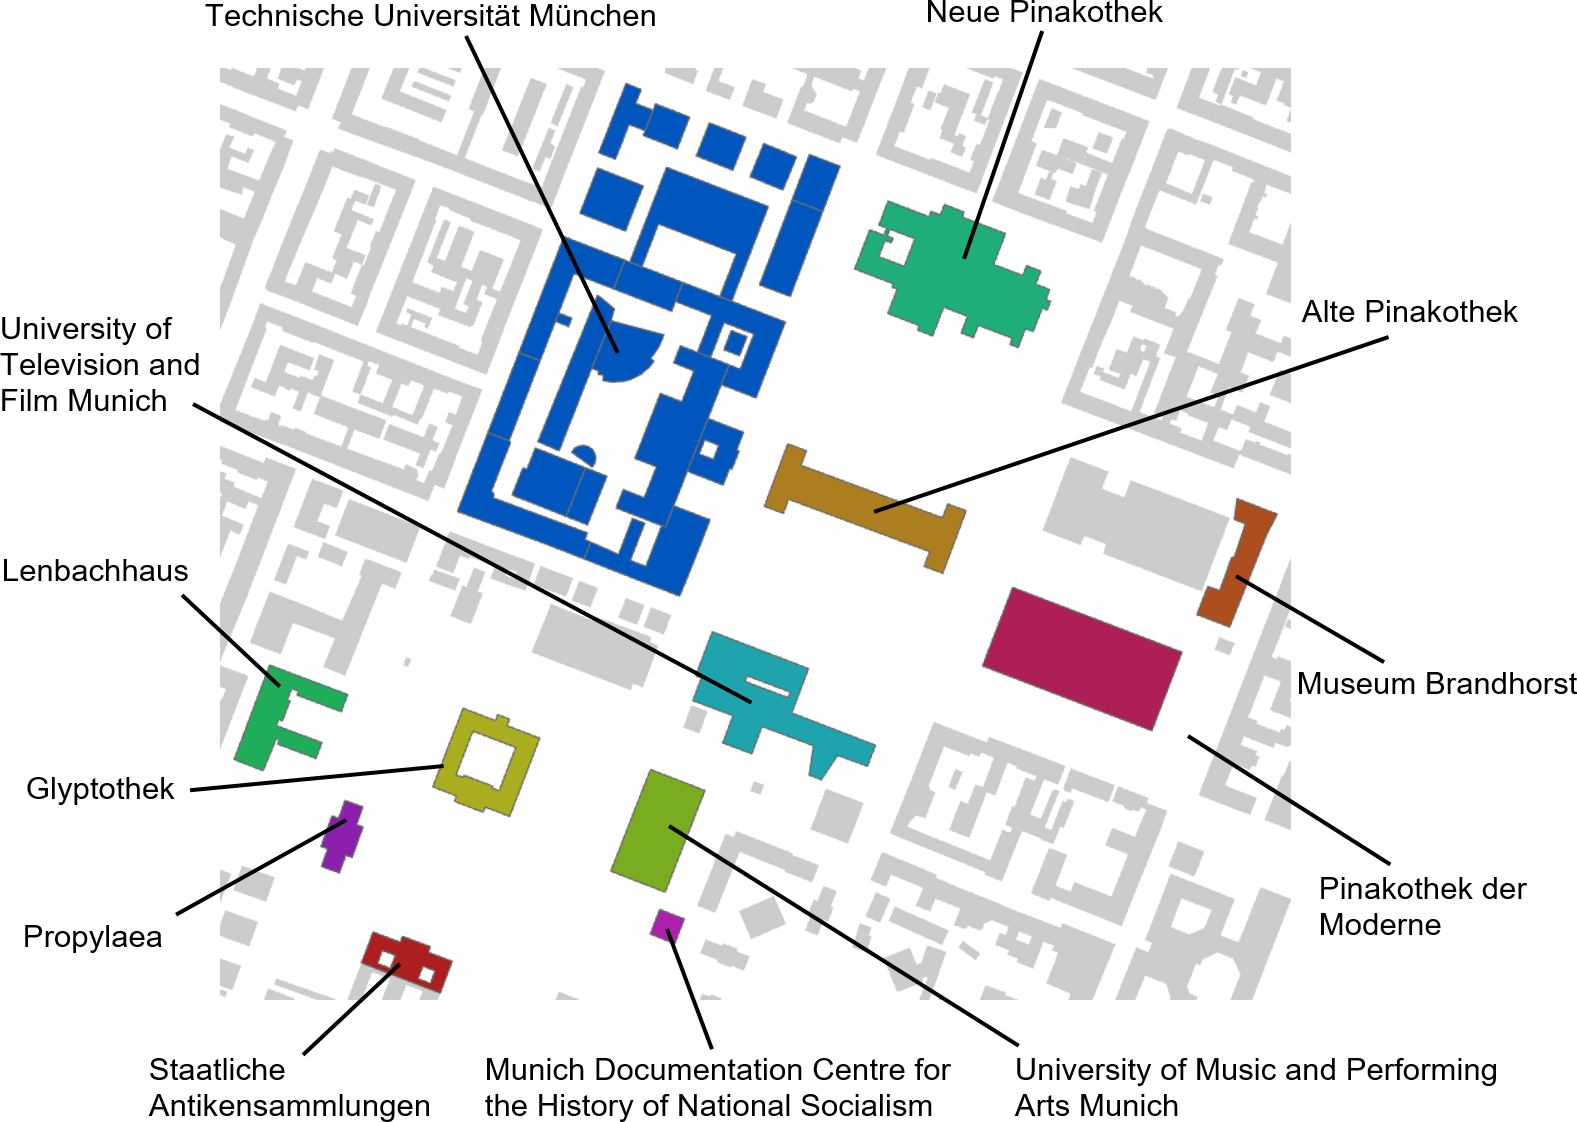 Technische Universität München
Neue Pinakothek
Alte Pinakothek
University of
Television and
Film Munich
Lenbachhaus
Museum Brandhorst
Glyptothek
Pinakothek der
Moderne
Propylaea
Staatliche
Antikensammlungen
Munich Documentation Centre for
the History of National Socialism
University of Music and Performing
Arts Munich